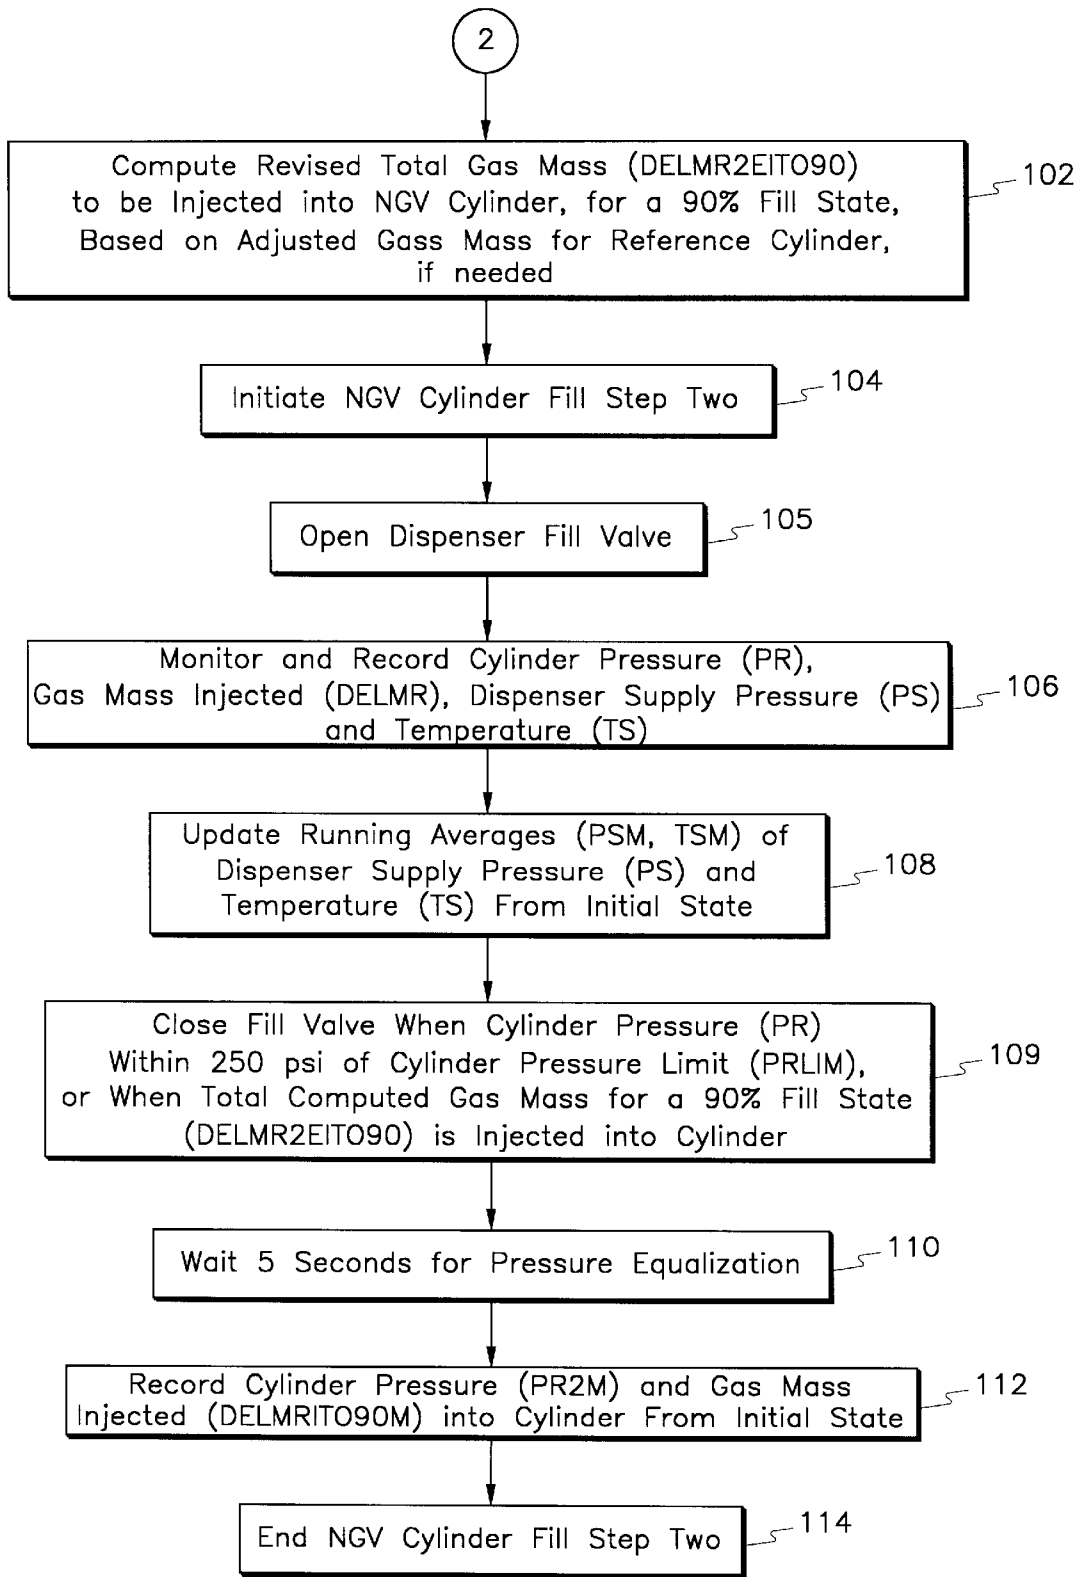 2
Compute Revised Total Gas Mass (DELMR2EITO90)
to be Injected into NGV Cylinder, for a 90% Fill State,
Based on Adjusted Gass Mass for Reference Cylinder,
if needed
102
Initiate NGV Cylinder Fill Step Two
104
Open Dispenser Fill Valve
105
Monitor and Record Cylinder Pressure (PR),
Gas Mass Injected (DELMR), Dispenser Supply Pressure (PS)
and Temperature (TS)
106
Update Running Averages (PSM, TSM) of
Dispenser Supply Pressure (PS) and
Temperature (TS) From Initial State
108
Close Fill Valve When Cylinder Pressure (PR)
Within 250 psi of Cylinder Pressure Limit (PRLIM),
or When Total Computed Gas Mass for a 90% Fill State
(DELMR2EITO90) is Injected into Cylinder
109
Wait 5 Seconds for Pressure Equalization
110
Record Cylinder Pressure (PR2M) and Gas Mass
Injected (DELMRITO90M) into Cylinder From Initial State
112
End NGV Cylinder Fill Step Two
114